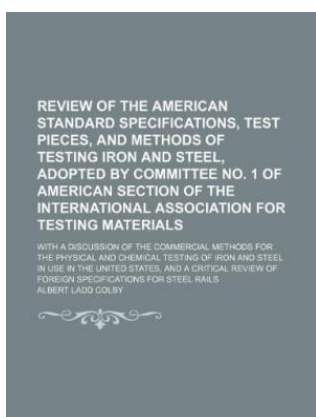 REVIEW OF THE AMERICAN
STANDARD SPECIFICATIONS, TEST
PIECES, AND METHODS OF
TESTING IRON AND STEEL,
ADOPTED BY COMMITTEE NO. 1 OF
AMERICAN SECTION OF THE
INTERNATIONAL ASSOCIATION FOR
TESTING MATERIALS
WITH A DISCUSSION OF THE COMMERCIAL METHODS FOR
THE PHYSICAL AND CHEMICAL TESTING OF IRON AND STEEL
IN USE IN THE UNITED STATES, AND A CRITICAL REVIEW OF
FOREIGN SPECIFICATIONS FOR STEEL RAILS
ALBERT LADD COLBY